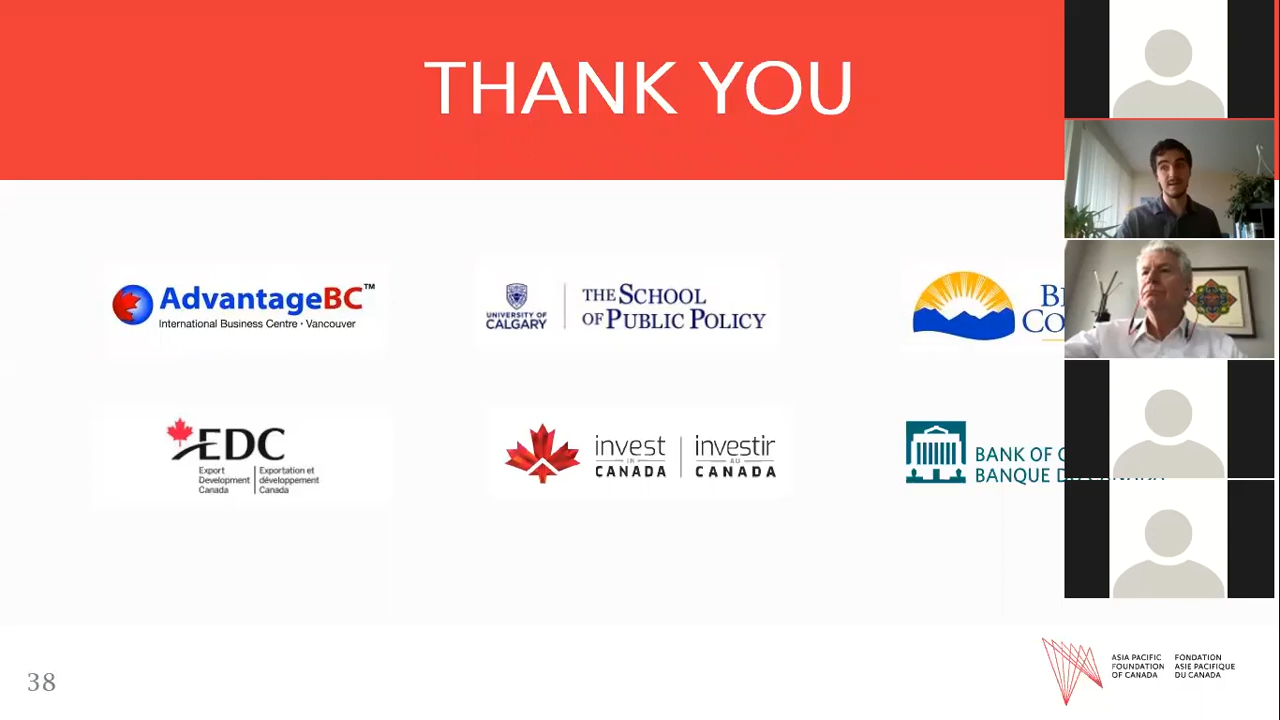 THANK YOU
AdvantageBC™
International Business Centre • Vancouver
UNIVERSITY OF
CALGARY
THE SCHOOL
OF PUBLIC POLICY
EDC
Export
Development
Canada
Exportation et
développement
Canada
invest
IN
CANADA
investir
AU
CANADA
BANK OF
BANQUE
38
ASIA PACIFIC
FOUNDATION
OF CANADA
FONDATION
ASIE PACIFIQUE
DU CANADA